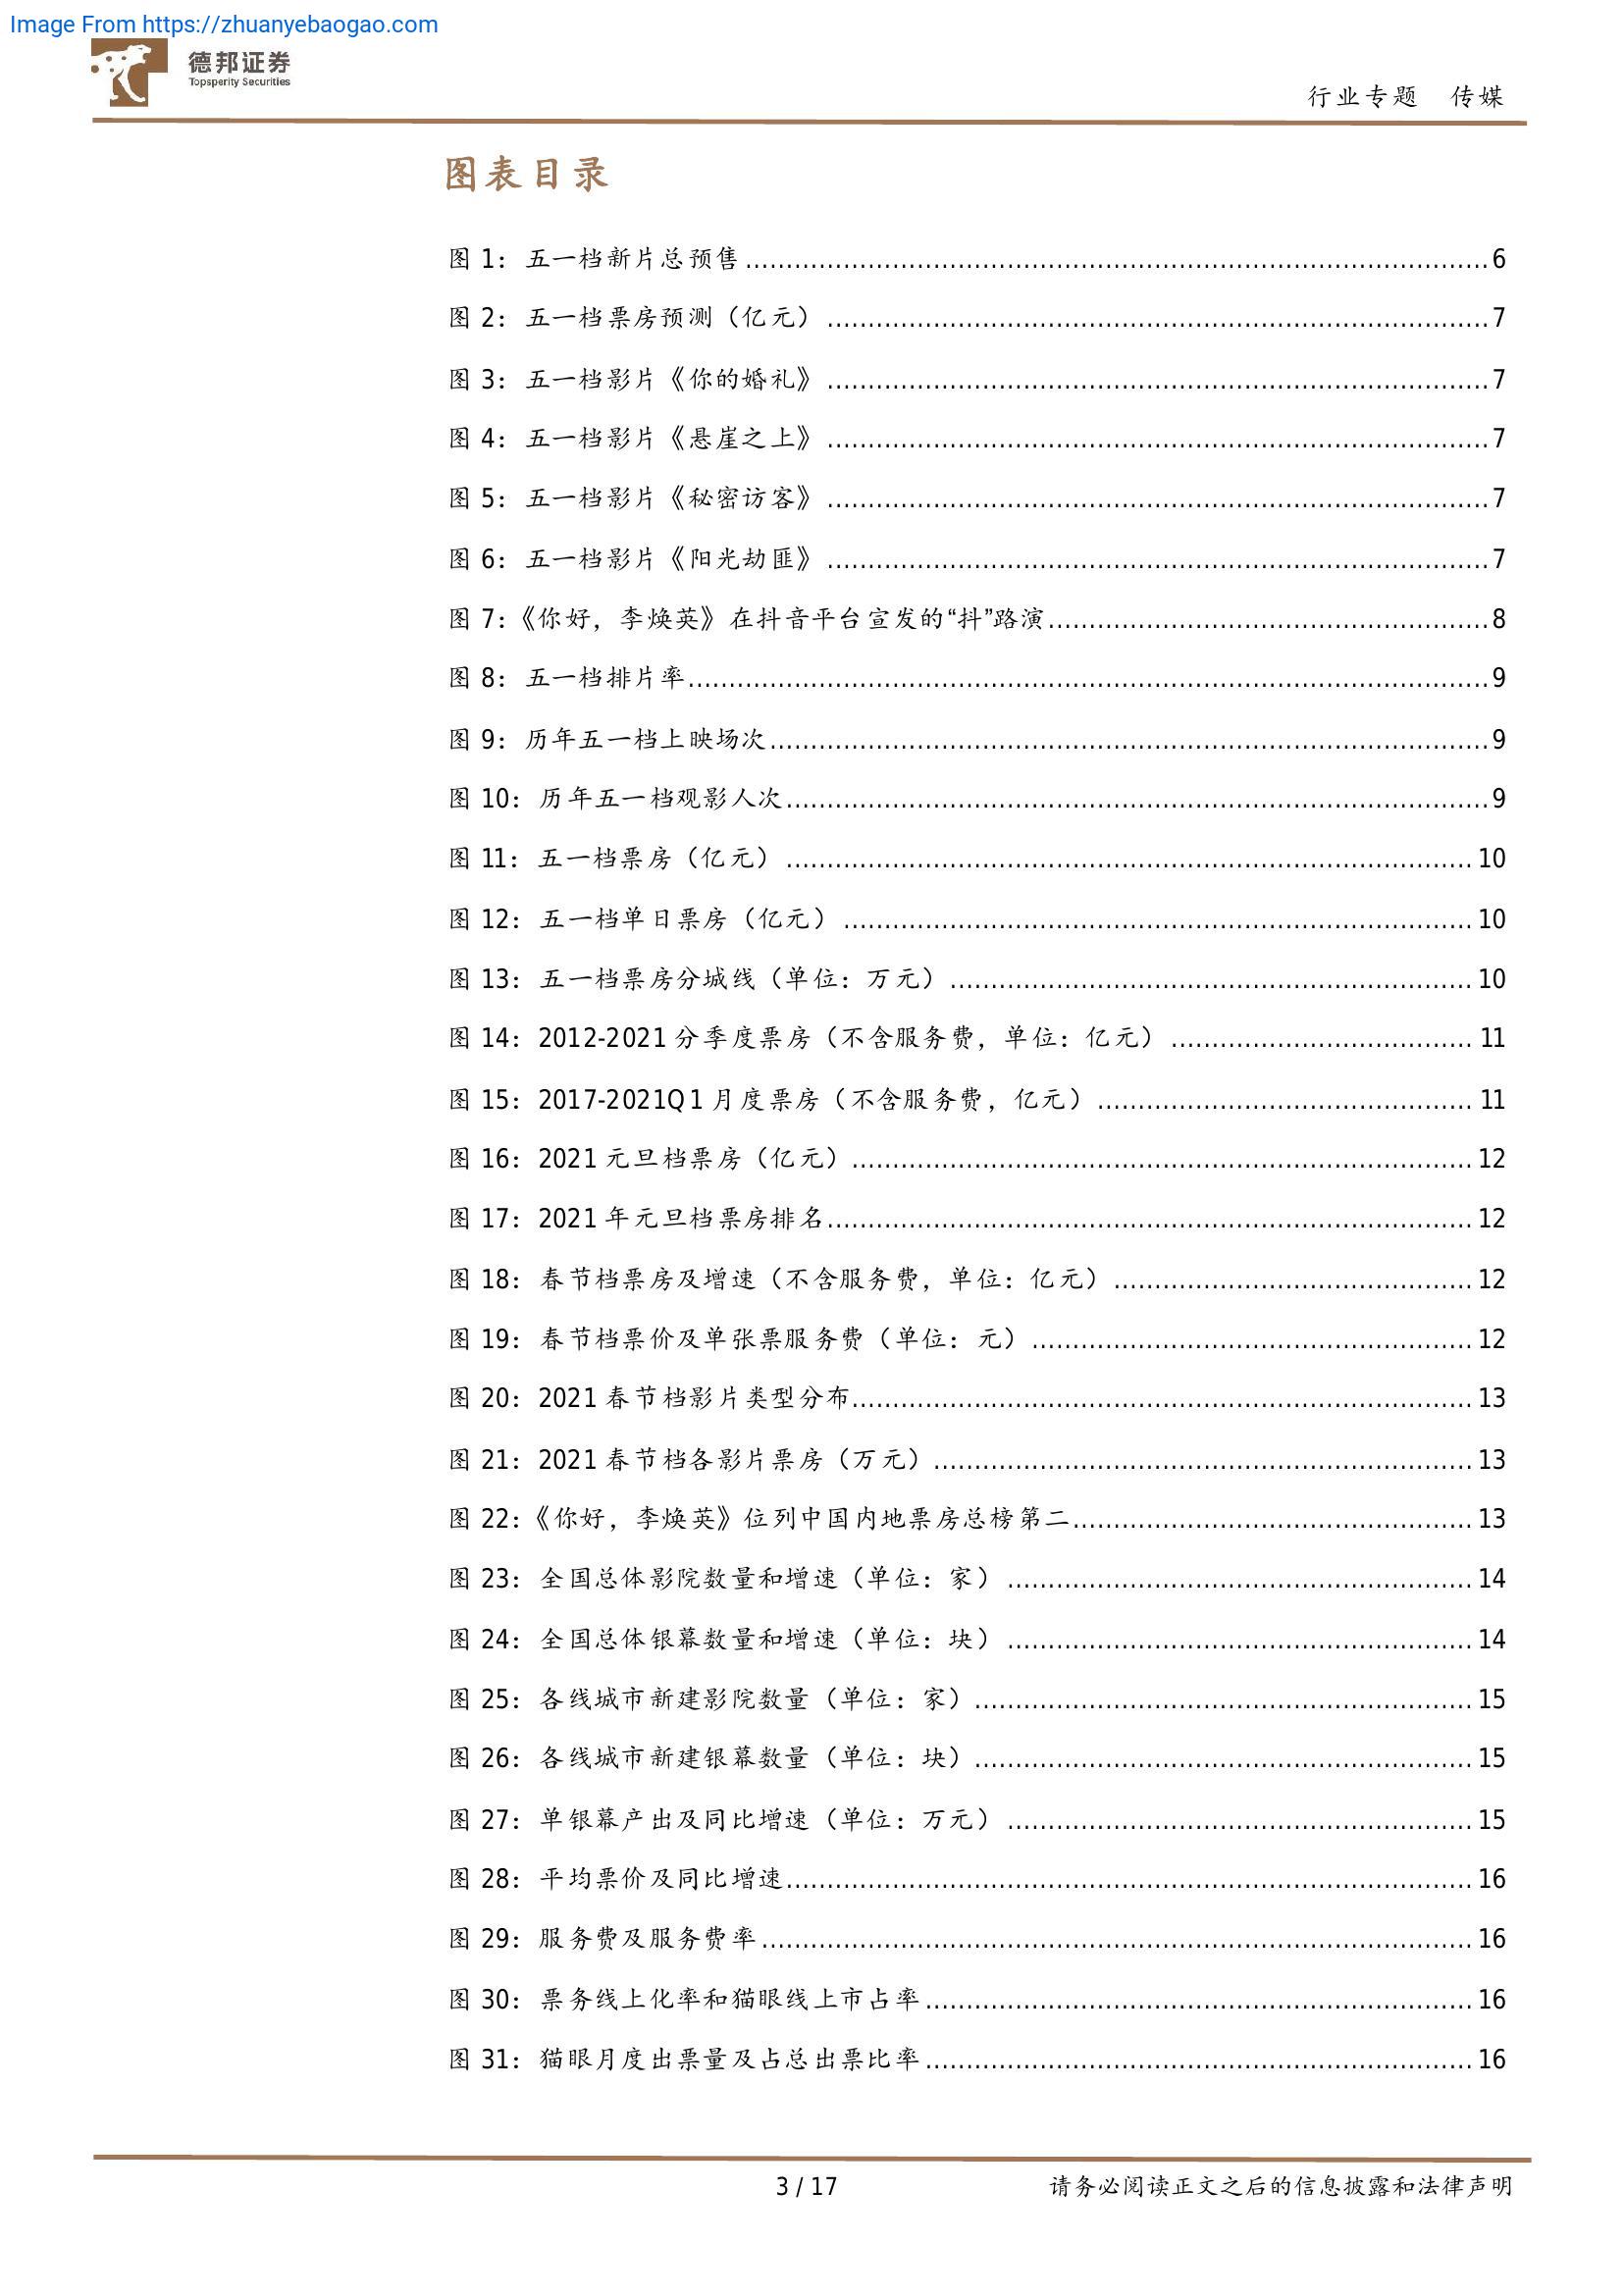 Image From https://zhuanyebaogao.com
德邦证券
Topsperity Securities
行业专题 传媒
图表目录
图 1：五一档新片总预售........................................6
图 2：五一档票房预测（亿元）........................................7
图 3：五一档影片《你的婚礼》........................................7
图 4：五一档影片《悬崖之上》........................................7
图 5：五一档影片《秘密访客》........................................7
图 6：五一档影片《阳光劫匪》........................................7
图 7：《你好，李焕英》在抖音平台宣发的“抖”路演........................................8
图 8：五一档排片率........................................9
图 9：历年五一档上映场次........................................9
图 10：历年五一档观影人次........................................9
图 11：五一档票房（亿元）........................................10
图 12：五一档单日票房（亿元）........................................10
图 13：五一档票房分城线（单位：万元）........................................10
图 14：2012-2021 分季度票房（不含服务费，单位：亿元）........................................11
图 15：2017-2021Q1 月度票房（不含服务费，亿元）........................................11
图 16：2021 元旦档票房（亿元）........................................12
图 17：2021 年元旦档票房排名........................................12
图 18：春节档票房及增速（不含服务费，单位：亿元）........................................12
图 19：春节档票价及单张票服务费（单位：元）........................................12
图 20：2021 春节档影片类型分布........................................13
图 21：2021 春节档各影片票房（万元）........................................13
图 22：《你好，李焕英》位列中国内地票房总榜第二........................................13
图 23：全国总体影院数量和增速（单位：家）........................................14
图 24：全国总体银幕数量和增速（单位：块）........................................14
图 25：各线城市新建影院数量（单位：家）........................................15
图 26：各线城市新建银幕数量（单位：块）........................................15
图 27：单银幕产出及同比增速（单位：万元）........................................15
图 28：平均票价及同比增速........................................16
图 29：服务费及服务费率........................................16
图 30：票务线上化率和猫眼线上市占率........................................16
图 31：猫眼月度出票量及占总出票比率........................................16
3 / 17
请务必阅读正文之后的信息披露和法律声明